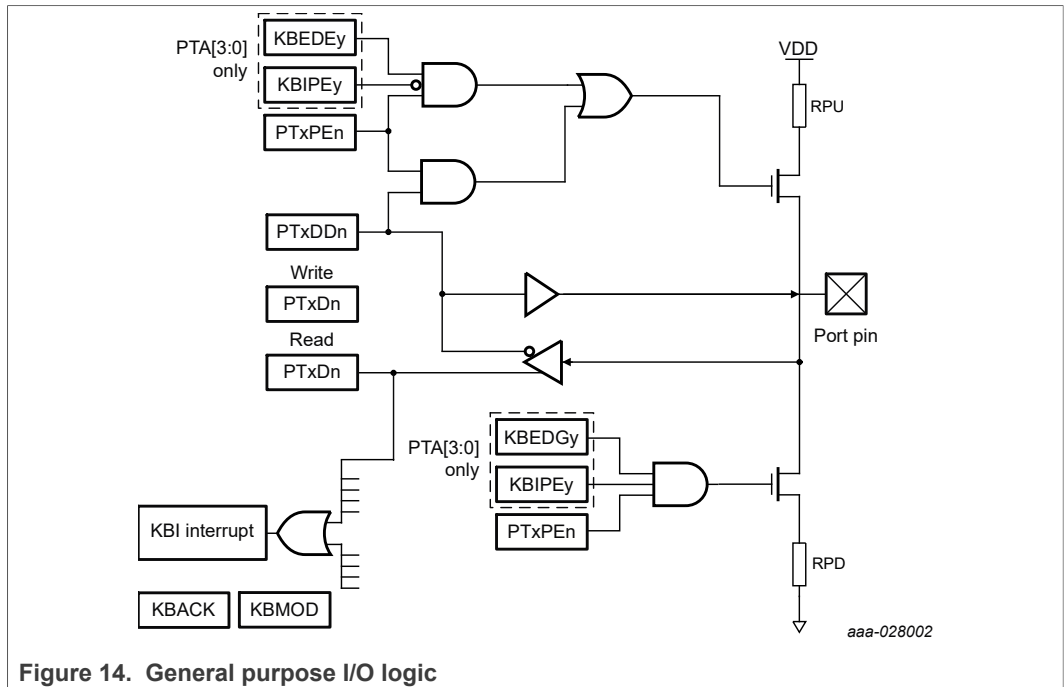 PTA[3:0]
only
KBEDEy
KBIPEy
PTxPEn
PTxDDn
Write
PTxDn
Read
PTxDn
VDD
RPU
Port pin
PTA[3:0]
only
KBEDGy
KBIPEy
PTxPEn
RPD
KBI interrupt
KBACK
KBMOD
aaa-028002
Figure 14. General purpose I/O logic